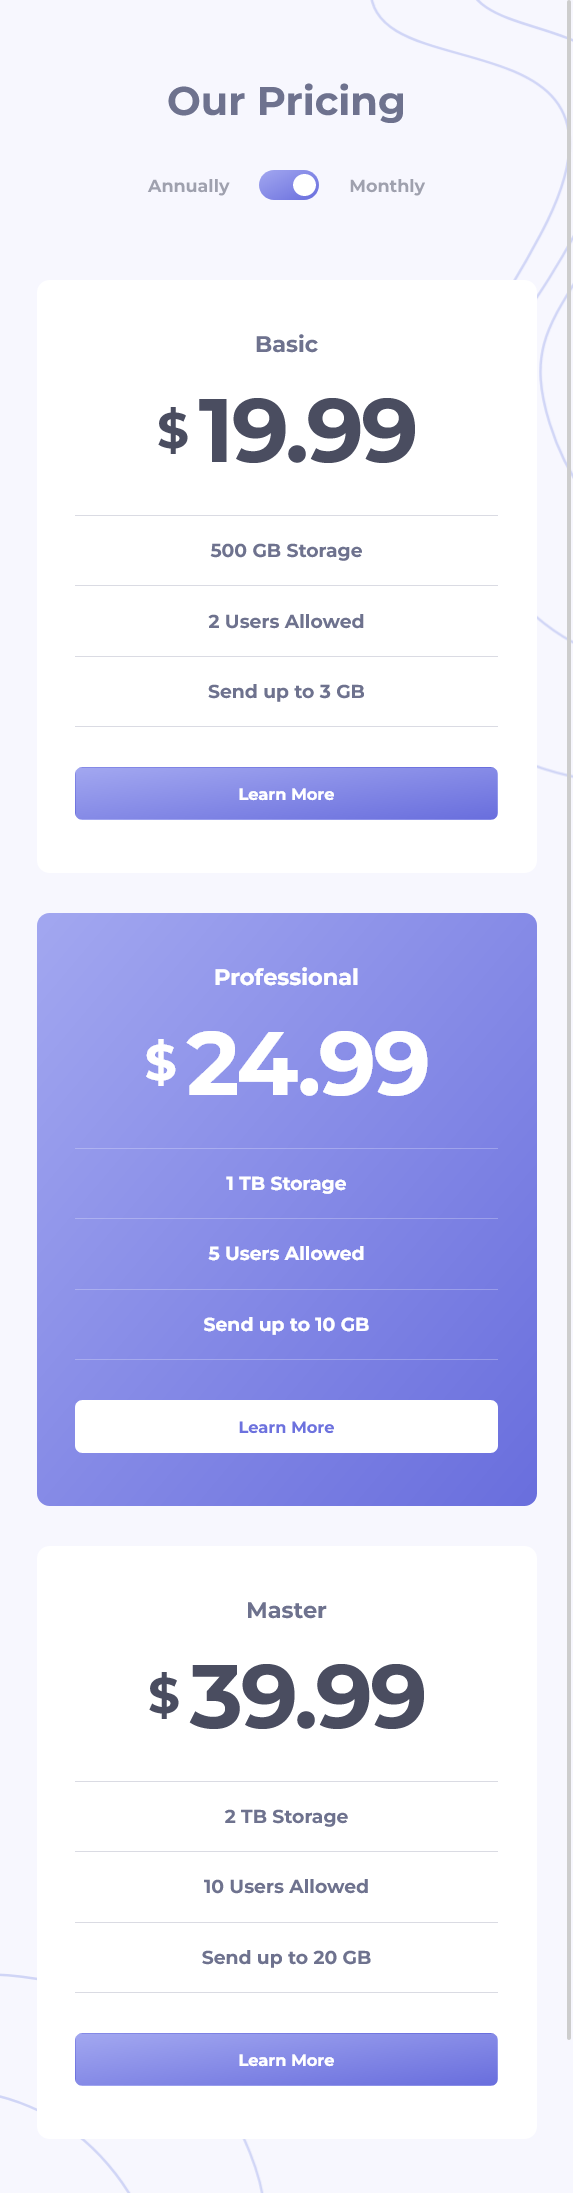 Our Pricing
Annually Monthly
Basic
$ 19.99
500 GB Storage
2 Users Allowed
Send up to 3 GB
Learn More
Professional
$ 24.99
1 TB Storage
5 Users Allowed
Send up to 10 GB
Learn More
Master
$ 39.99
2 TB Storage
10 Users Allowed
Send up to 20 GB
Learn More